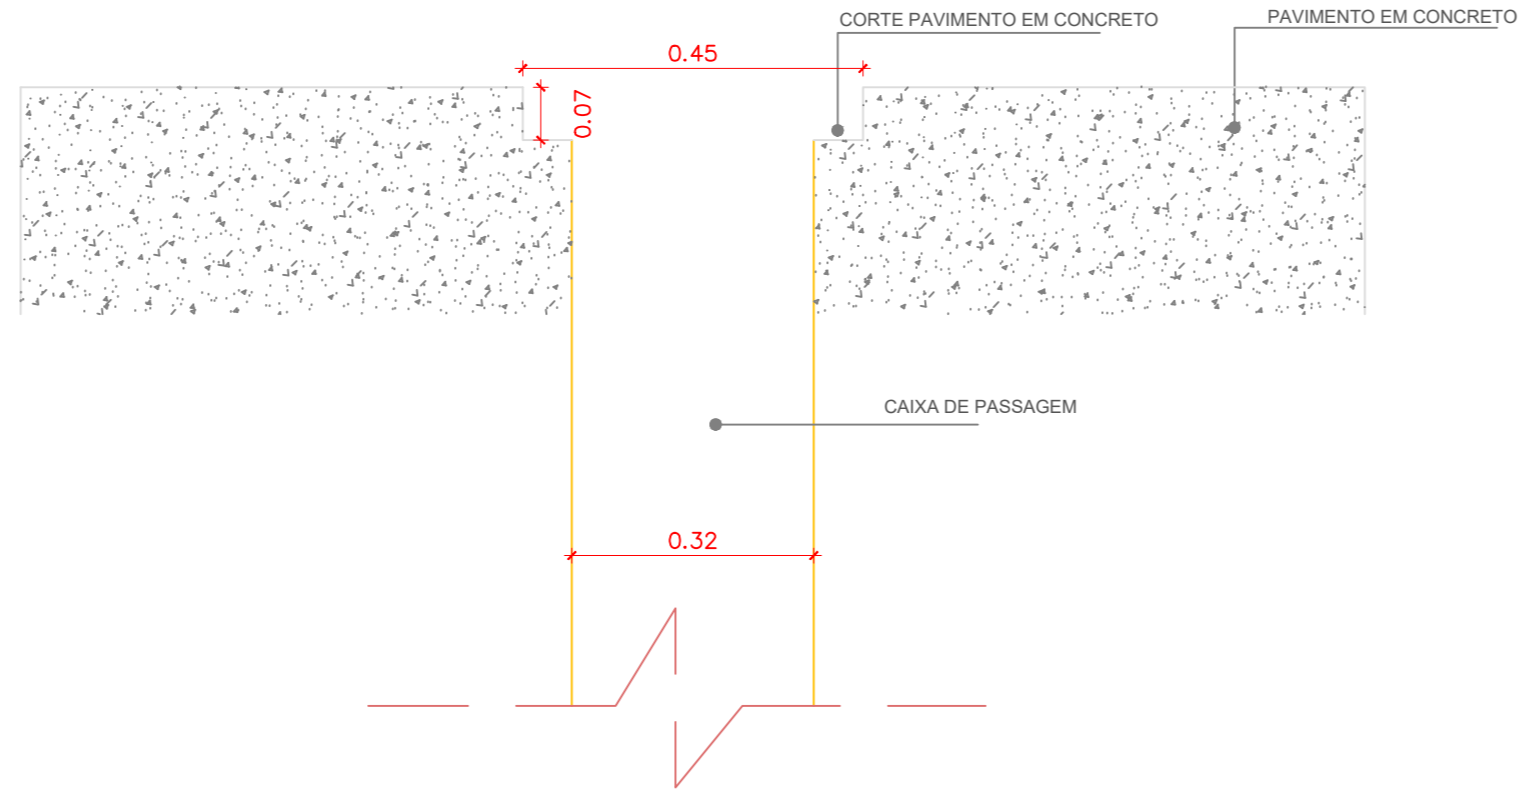 CORTE PAVIMENTO EM CONCRETO
PAVIMENTO EM CONCRETO
0.45
0.07
CAIXA DE PASSAGEM
0.32